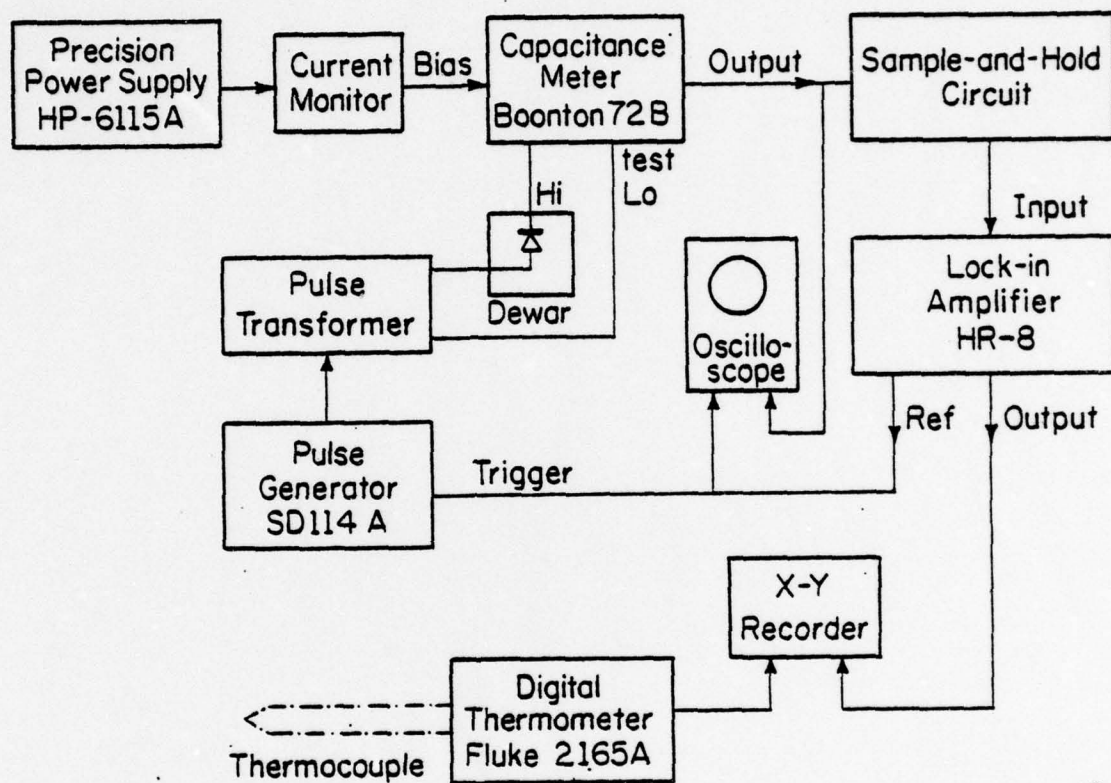 Precision
Power Supply
HP-6115A
Current
Monitor
Bias
Capacitance
Meter
Boonton 72B
Output
Sample-and-Hold
Circuit
test
Hi
Lo
Input
Dewar
Pulse
Transformer
Oscillo-
scope
Lock-in
Amplifier
HR-8
Ref
Output
Pulse
Generator
SD114 A
Trigger
X-Y
Recorder
Digital
Thermometer
Fluke 2165A
Thermocouple